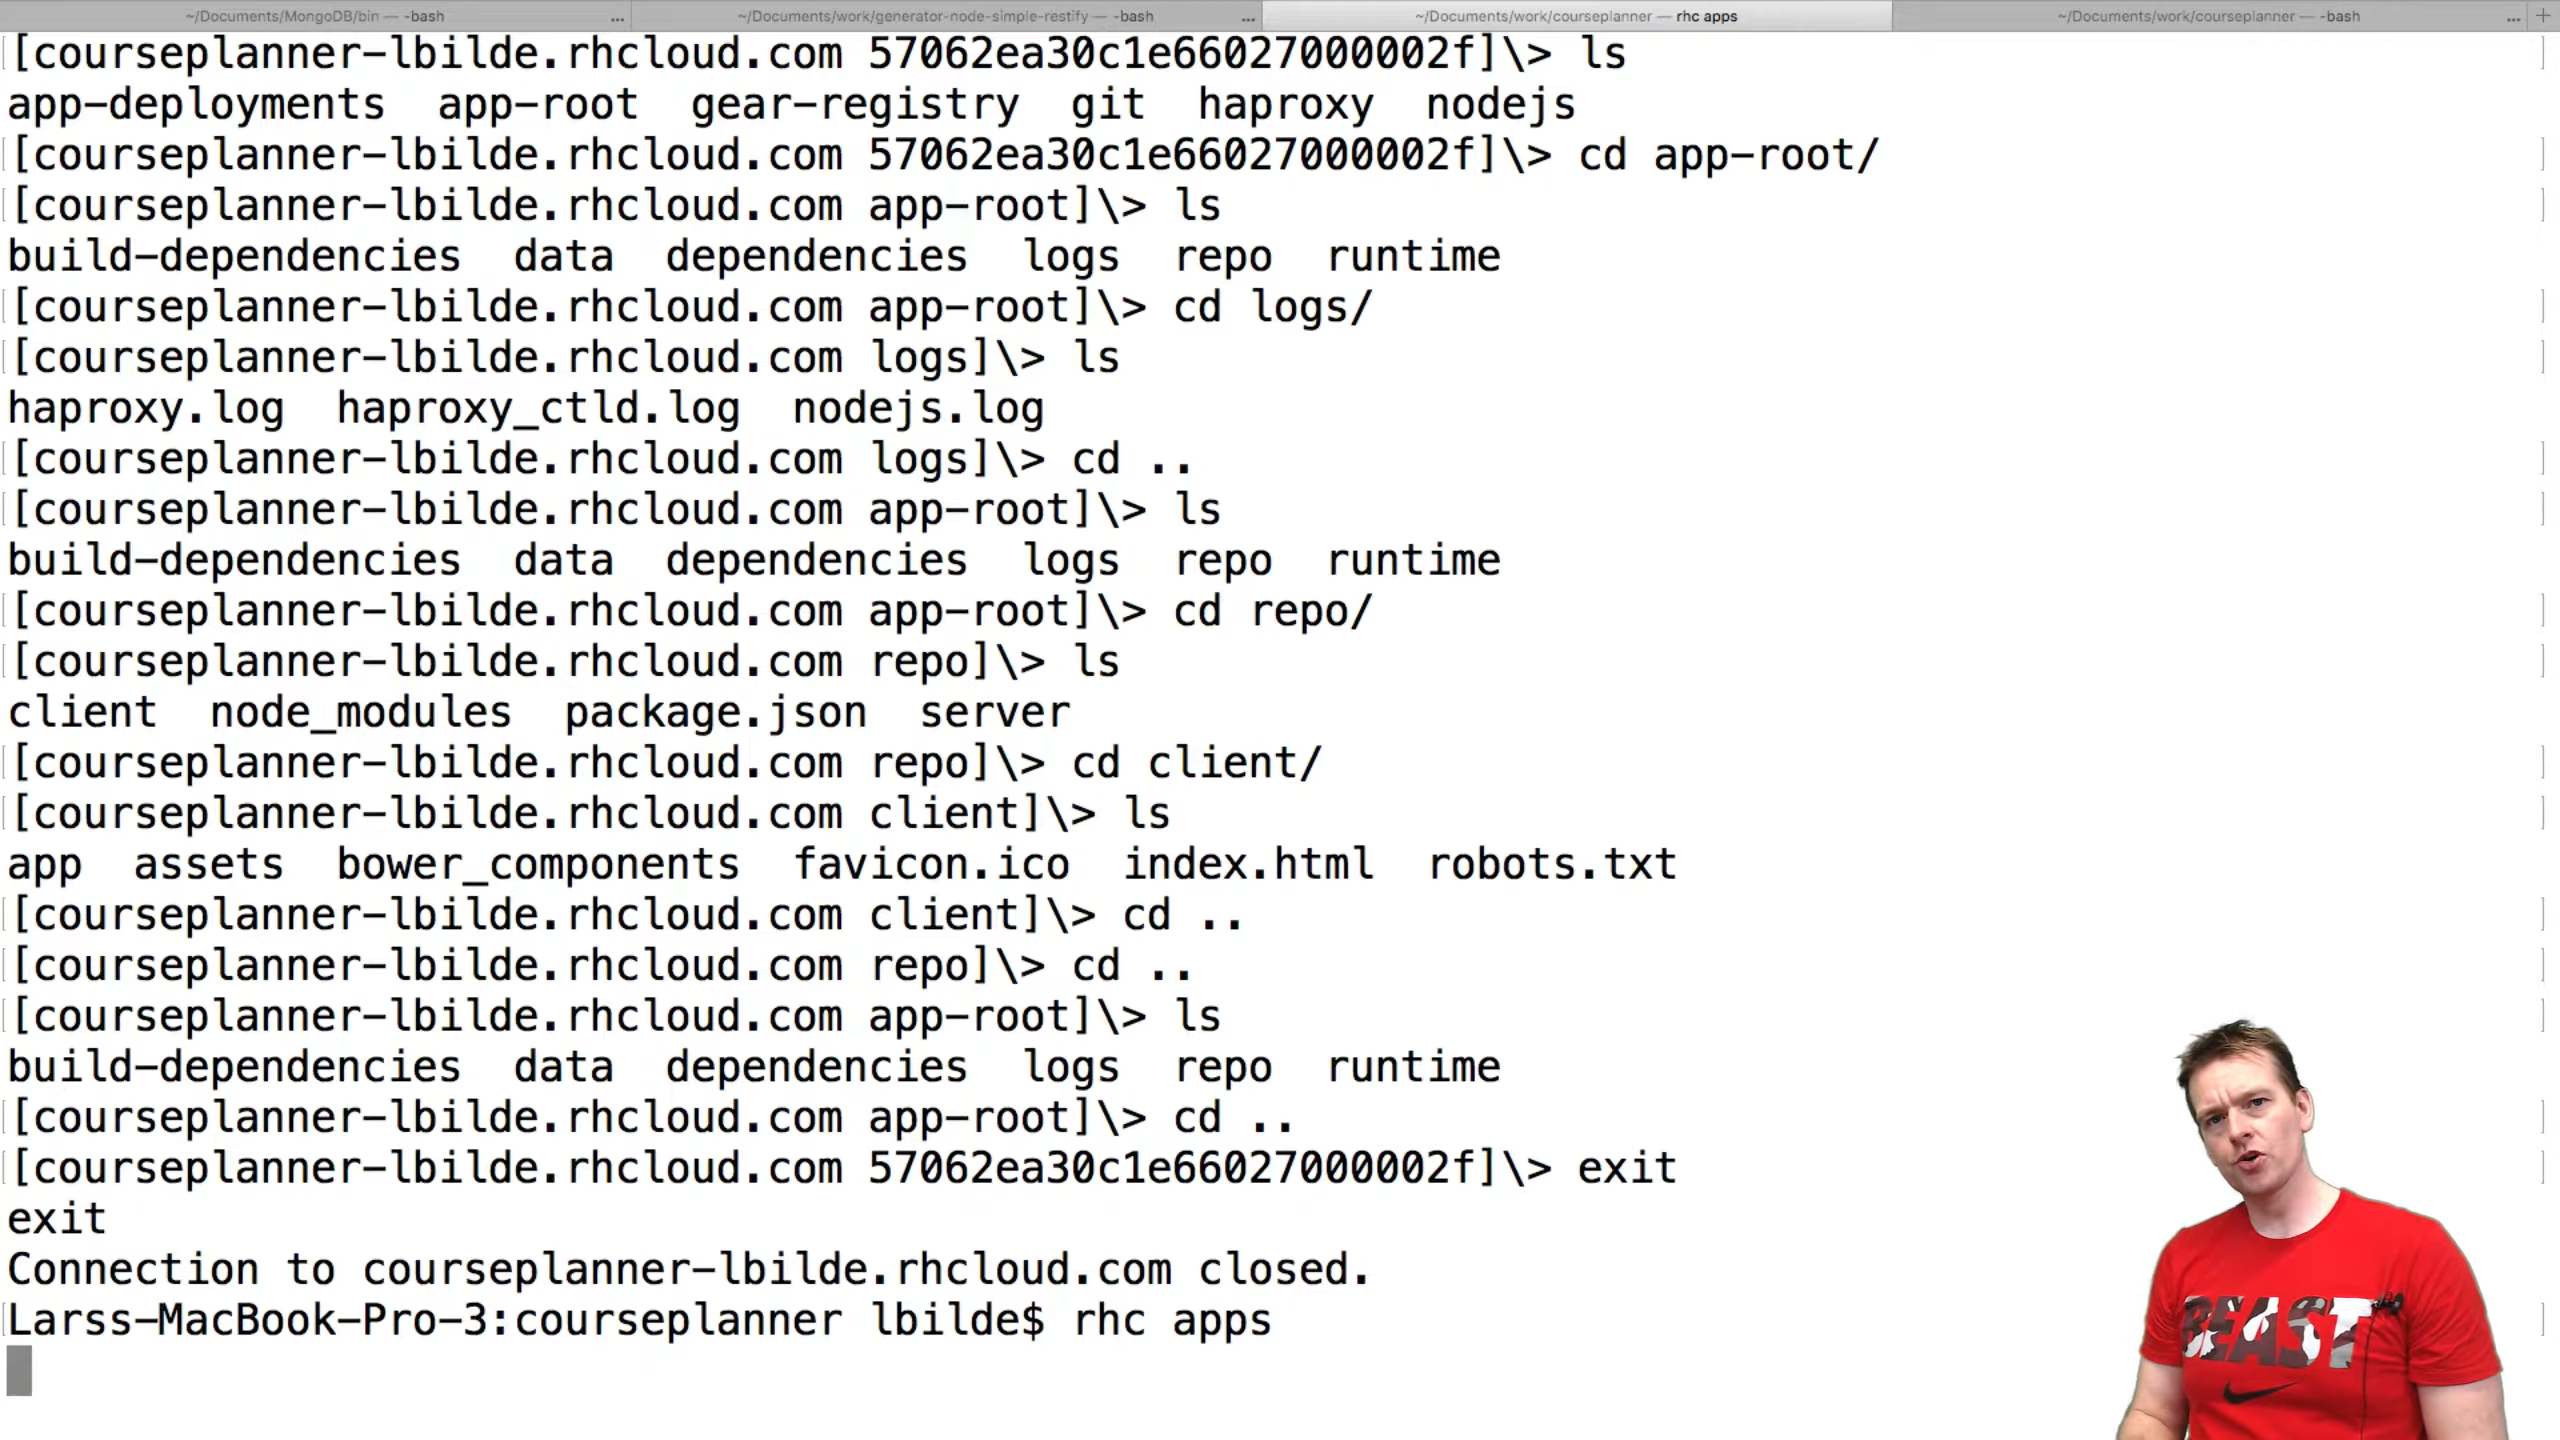 ~/Documents/MongoDB/bin — -bash ... ~/Documents/work/generator-node-simple-restify — -bash ... ~/Documents/work/courseplanner — rhc apps ~/Documents/work/courseplanner — -bash ... +
[courseplanner-lbilde.rhcloud.com 57062ea30c1e66027000002f]\> ls
app-deployments  app-root  gear-registry  git  haproxy  nodejs
[courseplanner-lbilde.rhcloud.com 57062ea30c1e66027000002f]\> cd app-root/
[courseplanner-lbilde.rhcloud.com app-root]\> ls
build-dependencies  data  dependencies  logs  repo  runtime
[courseplanner-lbilde.rhcloud.com app-root]\> cd logs/
[courseplanner-lbilde.rhcloud.com logs]\> ls
haproxy.log  haproxy_ctld.log  nodejs.log
[courseplanner-lbilde.rhcloud.com logs]\> cd ..
[courseplanner-lbilde.rhcloud.com app-root]\> ls
build-dependencies  data  dependencies  logs  repo  runtime
[courseplanner-lbilde.rhcloud.com app-root]\> cd repo/
[courseplanner-lbilde.rhcloud.com repo]\> ls
client  node_modules  package.json  server
[courseplanner-lbilde.rhcloud.com repo]\> cd client/
[courseplanner-lbilde.rhcloud.com client]\> ls
app  assets  bower_components  favicon.ico  index.html  robots.txt
[courseplanner-lbilde.rhcloud.com client]\> cd ..
[courseplanner-lbilde.rhcloud.com repo]\> cd ..
[courseplanner-lbilde.rhcloud.com app-root]\> ls
build-dependencies  data  dependencies  logs  repo  runtime
[courseplanner-lbilde.rhcloud.com app-root]\> cd ..
[courseplanner-lbilde.rhcloud.com 57062ea30c1e66027000002f]\> exit
exit
Connection to courseplanner-lbilde.rhcloud.com closed.
Larss-MacBook-Pro-3:courseplanner lbilde$ rhc apps
BEAST